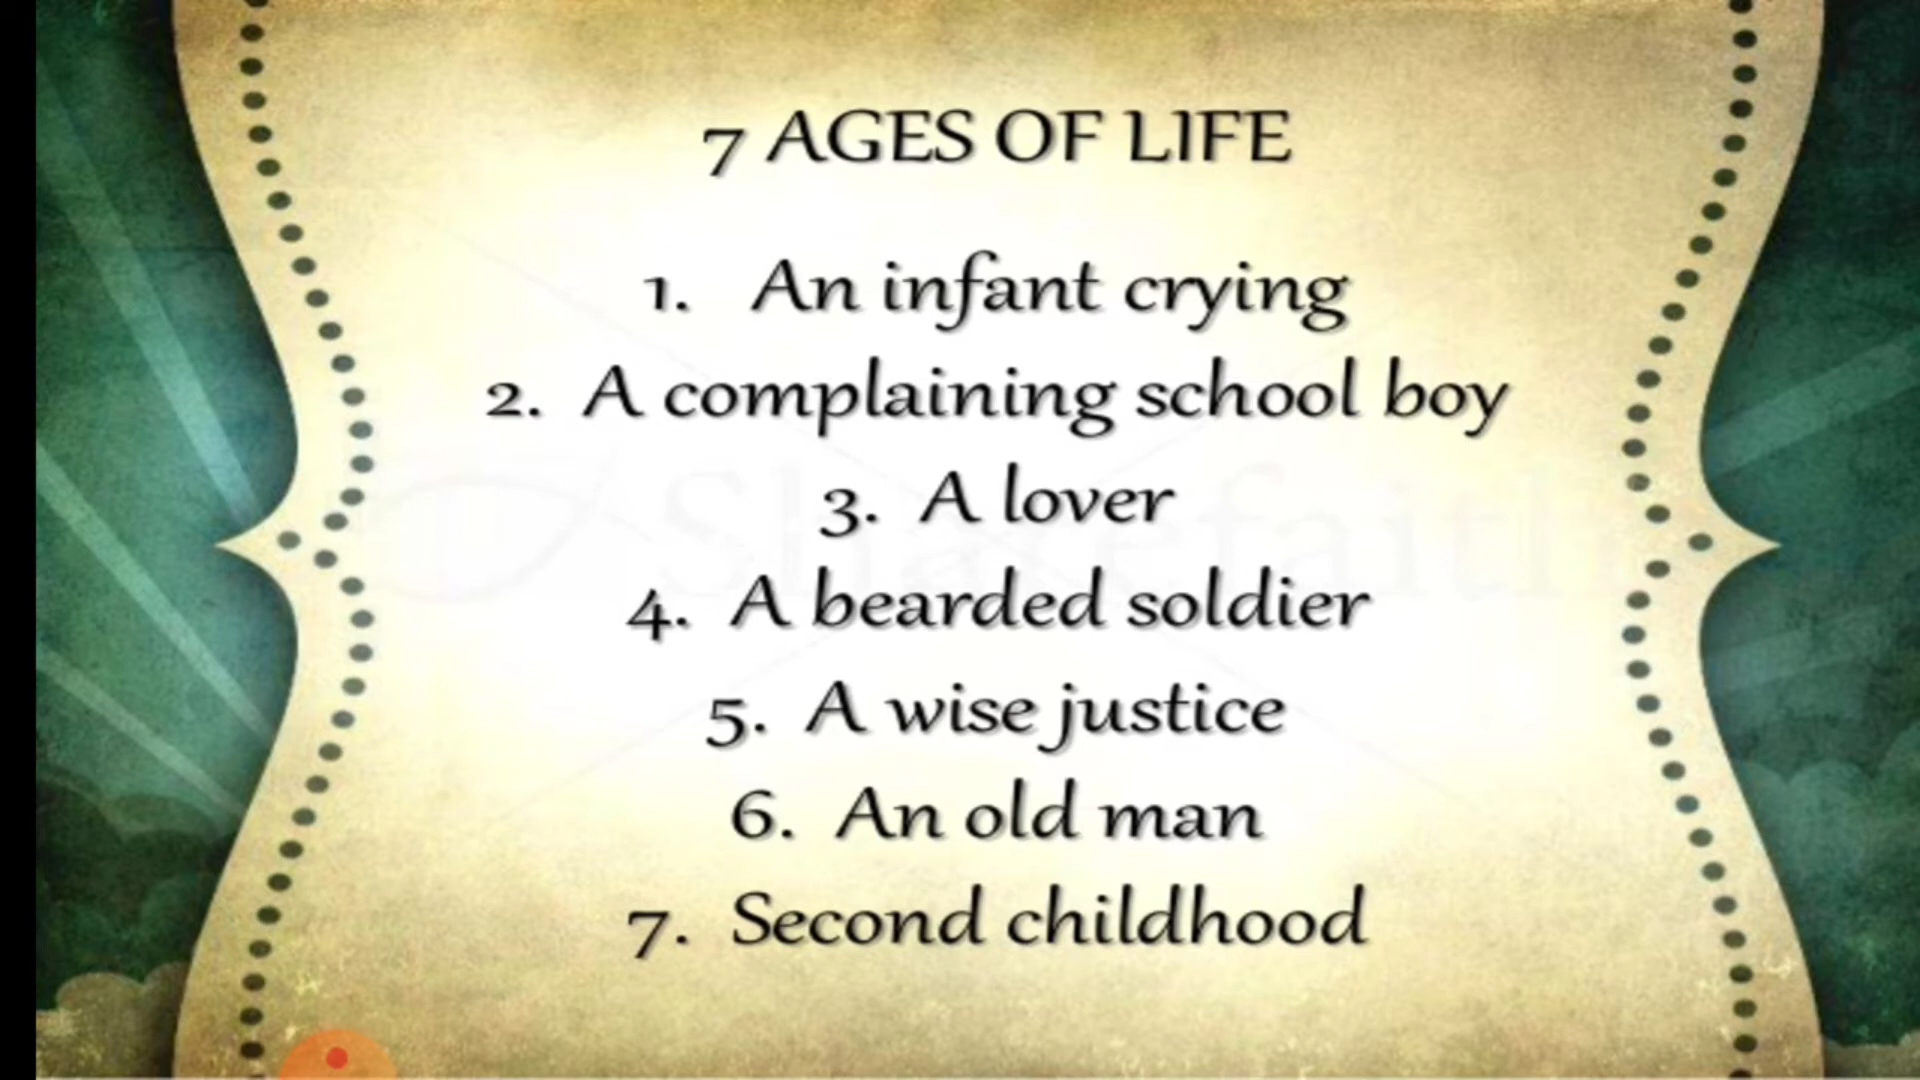 7 AGES OF LIFE
1. An infant crying
2. A complaining school boy
3. A lover
4. A bearded soldier
5. A wise justice
6. An old man
7. Second childhood
Sharefaith